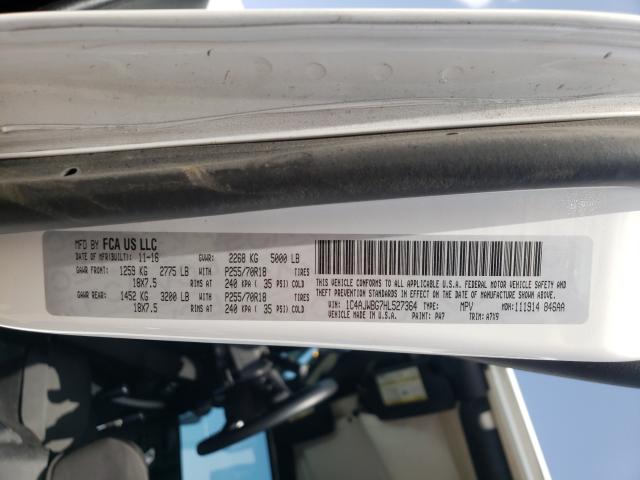 MFD BY FCA US LLC
DATE OF MFR(BUILT): 11-16 GVWR: 2268 KG 5000 LB
GAWR FRONT: 1259 KG 2775 LB WITH P255/70R18 TIRES
18X7.5 RIMS AT 240 KPA ( 35 PSI) COLD
GAWR REAR: 1452 KG 3200 LB WITH P255/70R18 TIRES
18X7.5 RIMS AT 240 KPA ( 35 PSI) COLD
THIS VEHICLE CONFORMS TO ALL APPLICABLE U.S.A. FEDERAL MOTOR VEHICLE SAFETY, BUMPER AND
THEFT PREVENTION STANDARDS IN EFFECT ON THE DATE OF MANUFACTURE SHOWN ABOVE.
VIN: 1C4AJWBG7HL527364 TYPE: MPV MDH:111914 846AA
VEHICLE MADE IN U.S.A. PAINT: PW7 TRIM: A7X9